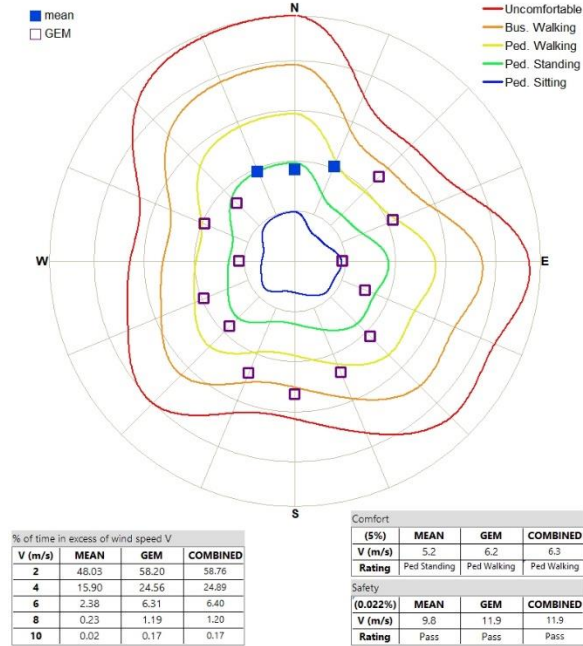 mean
GEM
N
Uncomfortable
Bus. Walking
Ped. Walking
Ped. Standing
Ped. Sitting
W
E
S
% of time in excess of wind speed V
V (m/s) MEAN GEM COMBINED
2 48.03 58.20 58.76
4 15.90 24.56 24.89
6 2.38 6.31 6.40
8 0.23 1.19 1.20
10 0.02 0.17 0.17
Comfort
(5%) MEAN GEM COMBINED
V (m/s) 5.2 6.2 6.3
Rating Ped Standing Ped Walking Ped Walking
Safety
(0.022%) MEAN GEM COMBINED
V (m/s) 9.8 11.9 11.9
Rating Pass Pass Pass